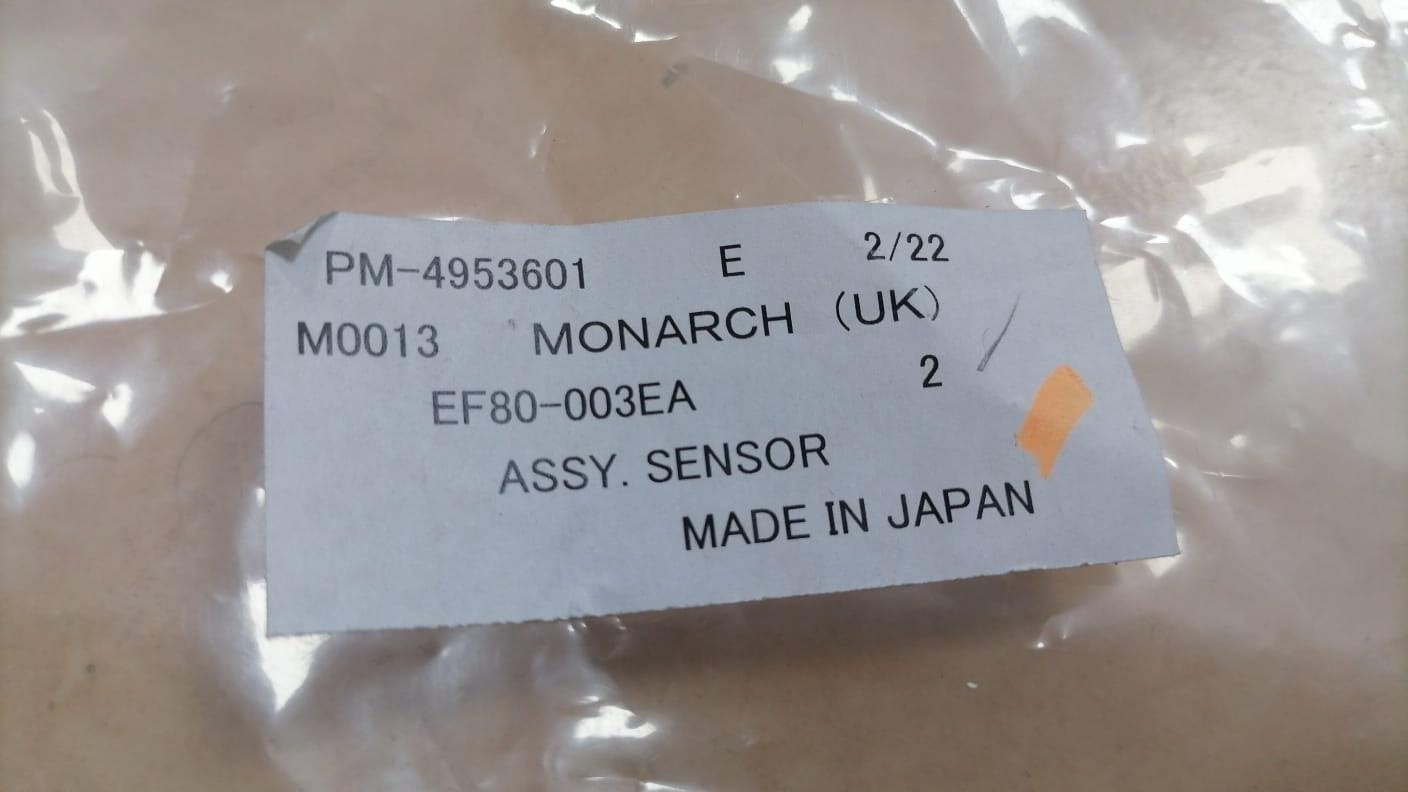 PM-4953601 E 2/22
M0013 MONARCH (UK)
EF80-003EA 2
ASSY. SENSOR
MADE IN JAPAN